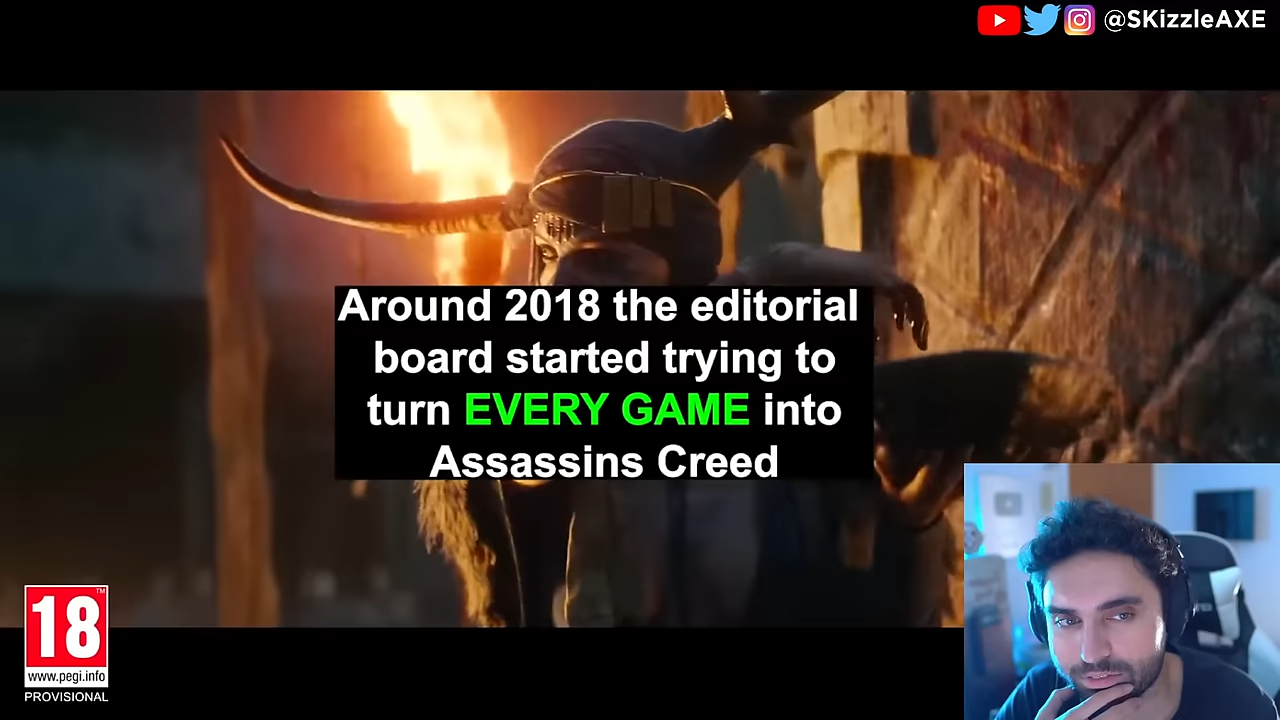 @SKizzleAXE
Around 2018 the editorial
board started trying to
turn EVERY GAME into
Assassins Creed
18
TM
www.pegi.info
PROVISIONAL